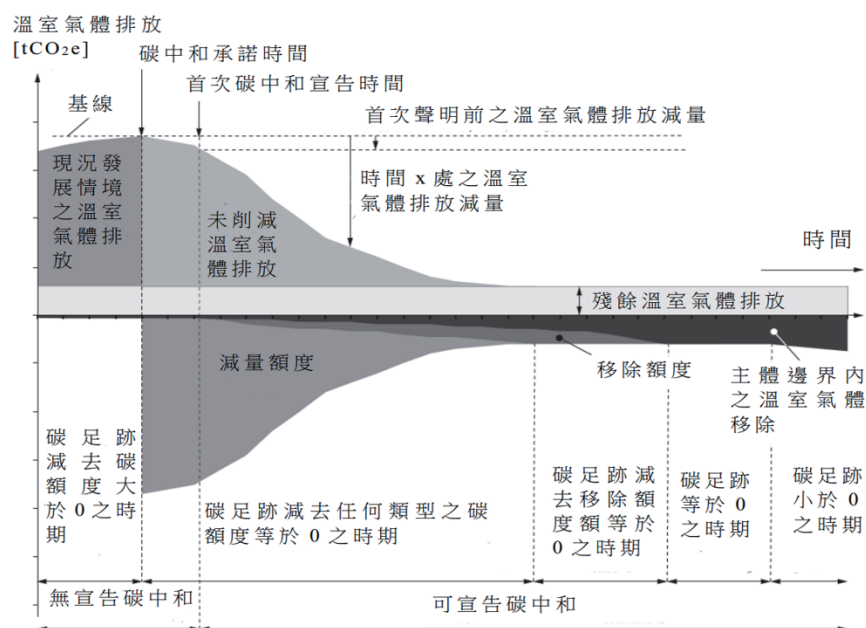 溫室氣體排放
[tCO₂e]
碳中和承諾時間
首次碳中和宣告時間
基線
首次聲明前之溫室氣體排放減量
現況發
展情境
之溫室
氣體排
放
時間x處之溫室
氣體排放減量
未削減
溫室氣
體排放
時間
殘餘溫室氣體排放
減量額度
移除額度
主體邊界內
之溫室氣體
移除
碳足跡
減去碳
額度大
於0之時
期
碳足跡減去任何類型之碳
額度等於0之時期
碳足跡減
去移除額
度額等於
0之時期
碳足跡
等於0
之時期
碳足跡
小於0
之時期
無宣告碳中和
可宣告碳中和